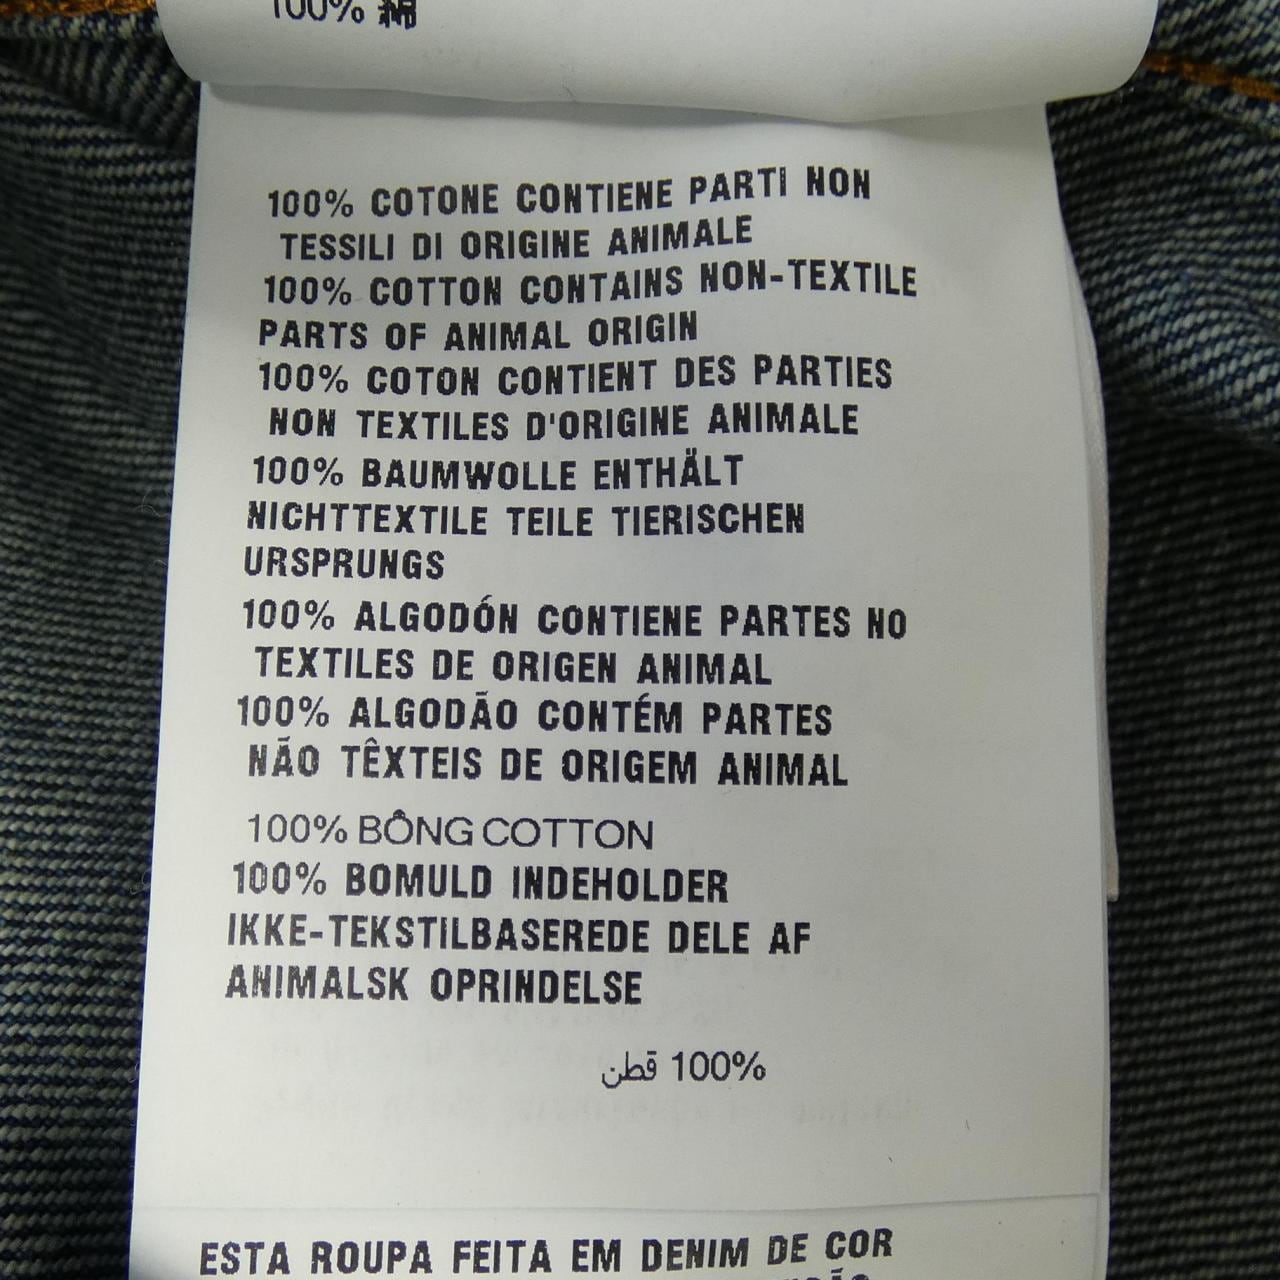 100% 綿
100% COTONE CONTIENE PARTI NON
TESSILI DI ORIGINE ANIMALE
100% COTTON CONTAINS NON-TEXTILE
PARTS OF ANIMAL ORIGIN
100% COTON CONTIENT DES PARTIES
NON TEXTILES D'ORIGINE ANIMALE
100% BAUMWOLLE ENTHÄLT
NICHTTEXTILE TEILE TIERISCHEN
URSPRUNGS
100% ALGODÓN CONTIENE PARTES NO
TEXTILES DE ORIGEN ANIMAL
100% ALGODÃO CONTÉM PARTES
NÃO TÊXTEIS DE ORIGEM ANIMAL
100% BÔNG COTTON
100% BOMULD INDEHOLDER
IKKE-TEKSTILBASEREDE DELE AF
ANIMALSK OPRINDELSE
100% قطن
ESTA ROUPA FEITA EM DENIM DE COR